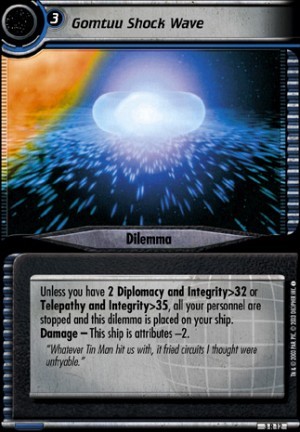 3 Gomtuu Shock Wave
Dilemma
Unless you have 2 Diplomacy and Integrity>32 or
Telepathy and Integrity>35, all your personnel are
stopped and this dilemma is placed on your ship.
Damage – This ship is attributes –2.
"Whatever Tin Man hit us with, it fried circuits I thought were
unfryable."